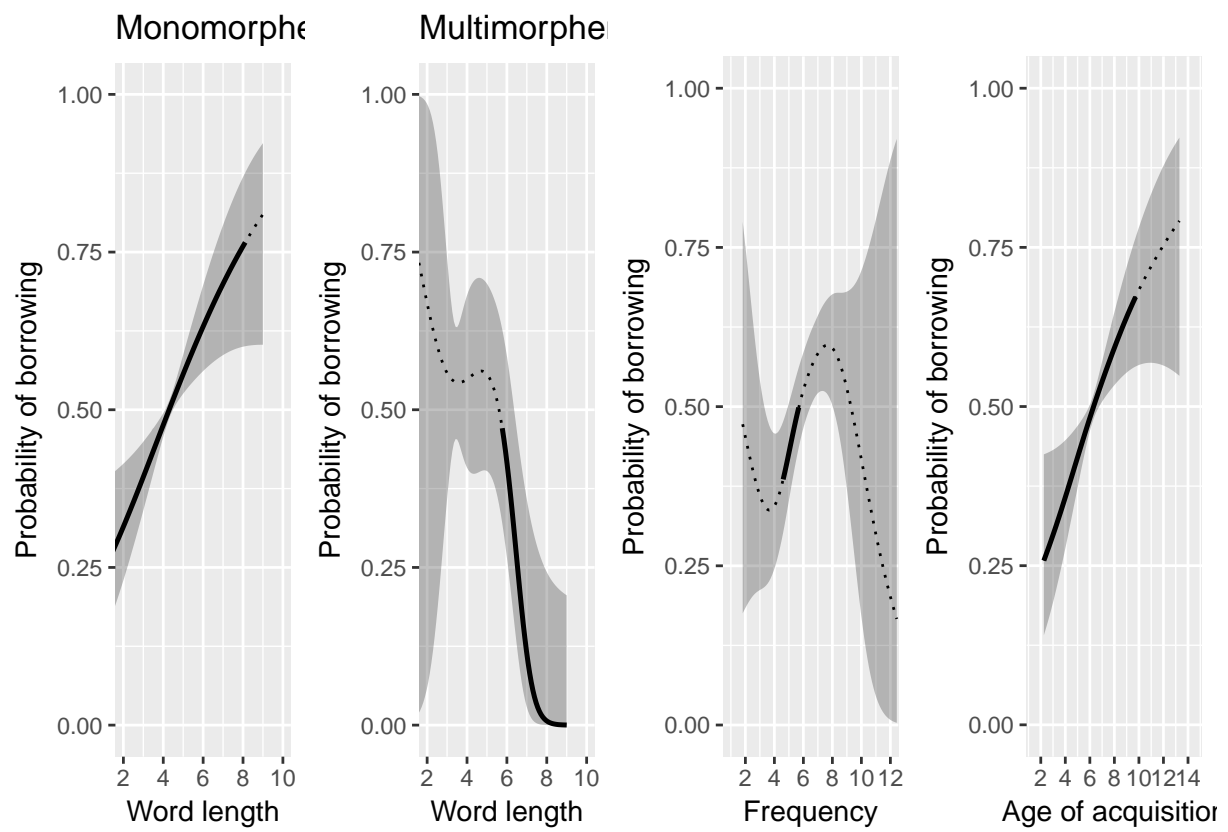 Monomorphe
Multimorphe
Probability of borrowing
1.00
0.75
0.50
0.25
0.00
2 4 6 8 10
Word length
Probability of borrowing
1.00
0.75
0.50
0.25
0.00
2 4 6 8 10
Word length
Probability of borrowing
1.00
0.75
0.50
0.25
0.00
2 4 6 8 10 12
Frequency
Probability of borrowing
1.00
0.75
0.50
0.25
0.00
2 4 6 8 10 12 14
Age of acquisition